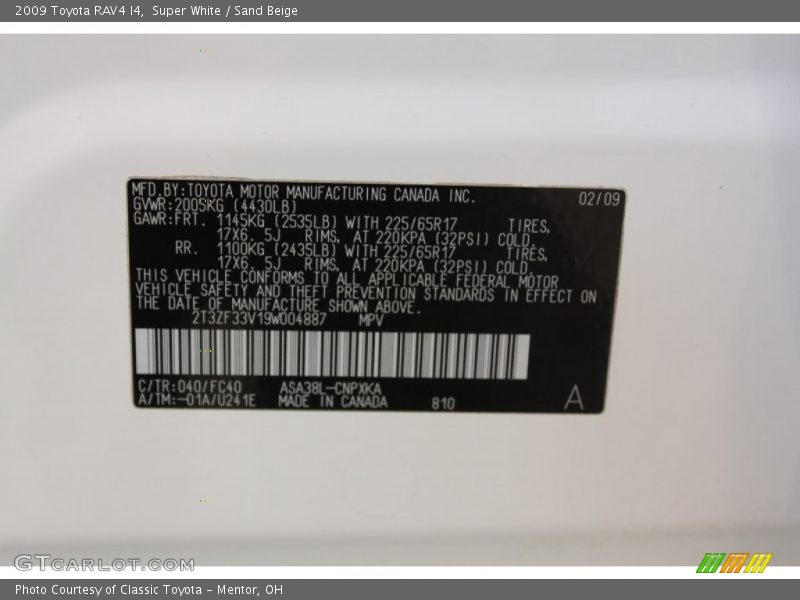 2009 Toyota RAV4 I4, Super White / Sand Beige
MFD.BY:TOYOTA MOTOR MANUFACTURING CANADA INC. 02/09
GVWR:2005KG (4430LB)
GAWR:FRT. 1145KG (2535LB) WITH 225/65R17 TIRES,
17X6.5J RIMS, AT 220KPA (32PSI) COLD.
RR. 1100KG (2435LB) WITH 225/65R17 TIRES,
17X6.5J RIMS, AT 220KPA (32PSI) COLD.
THIS VEHICLE CONFORMS TO ALL APPLICABLE FEDERAL MOTOR
VEHICLE SAFETY AND THEFT PREVENTION STANDARDS IN EFFECT ON
THE DATE OF MANUFACTURE SHOWN ABOVE.
2T3ZF33V19W004887 MPV
C/TR:040/FC40 ASA38L-CNPXKA
A/TM:-01A/U241E MADE IN CANADA 810 A
GTCARLOT.COM
Photo Courtesy of Classic Toyota - Mentor, OH